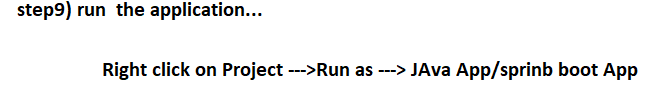 step9) run the application...
Right click on Project --->Run as ---> JAva App/sprinb boot App